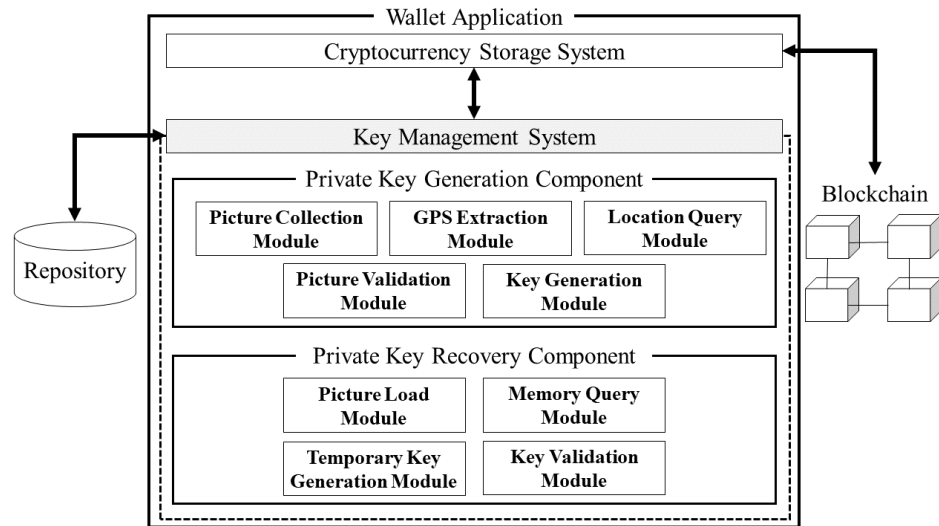 Wallet Application
Cryptocurrency Storage System
Key Management System
Private Key Generation Component
Picture Collection
Module
GPS Extraction
Module
Location Query
Module
Picture Validation
Module
Key Generation
Module
Private Key Recovery Component
Picture Load
Module
Memory Query
Module
Temporary Key
Generation Module
Key Validation
Module
Repository
Blockchain